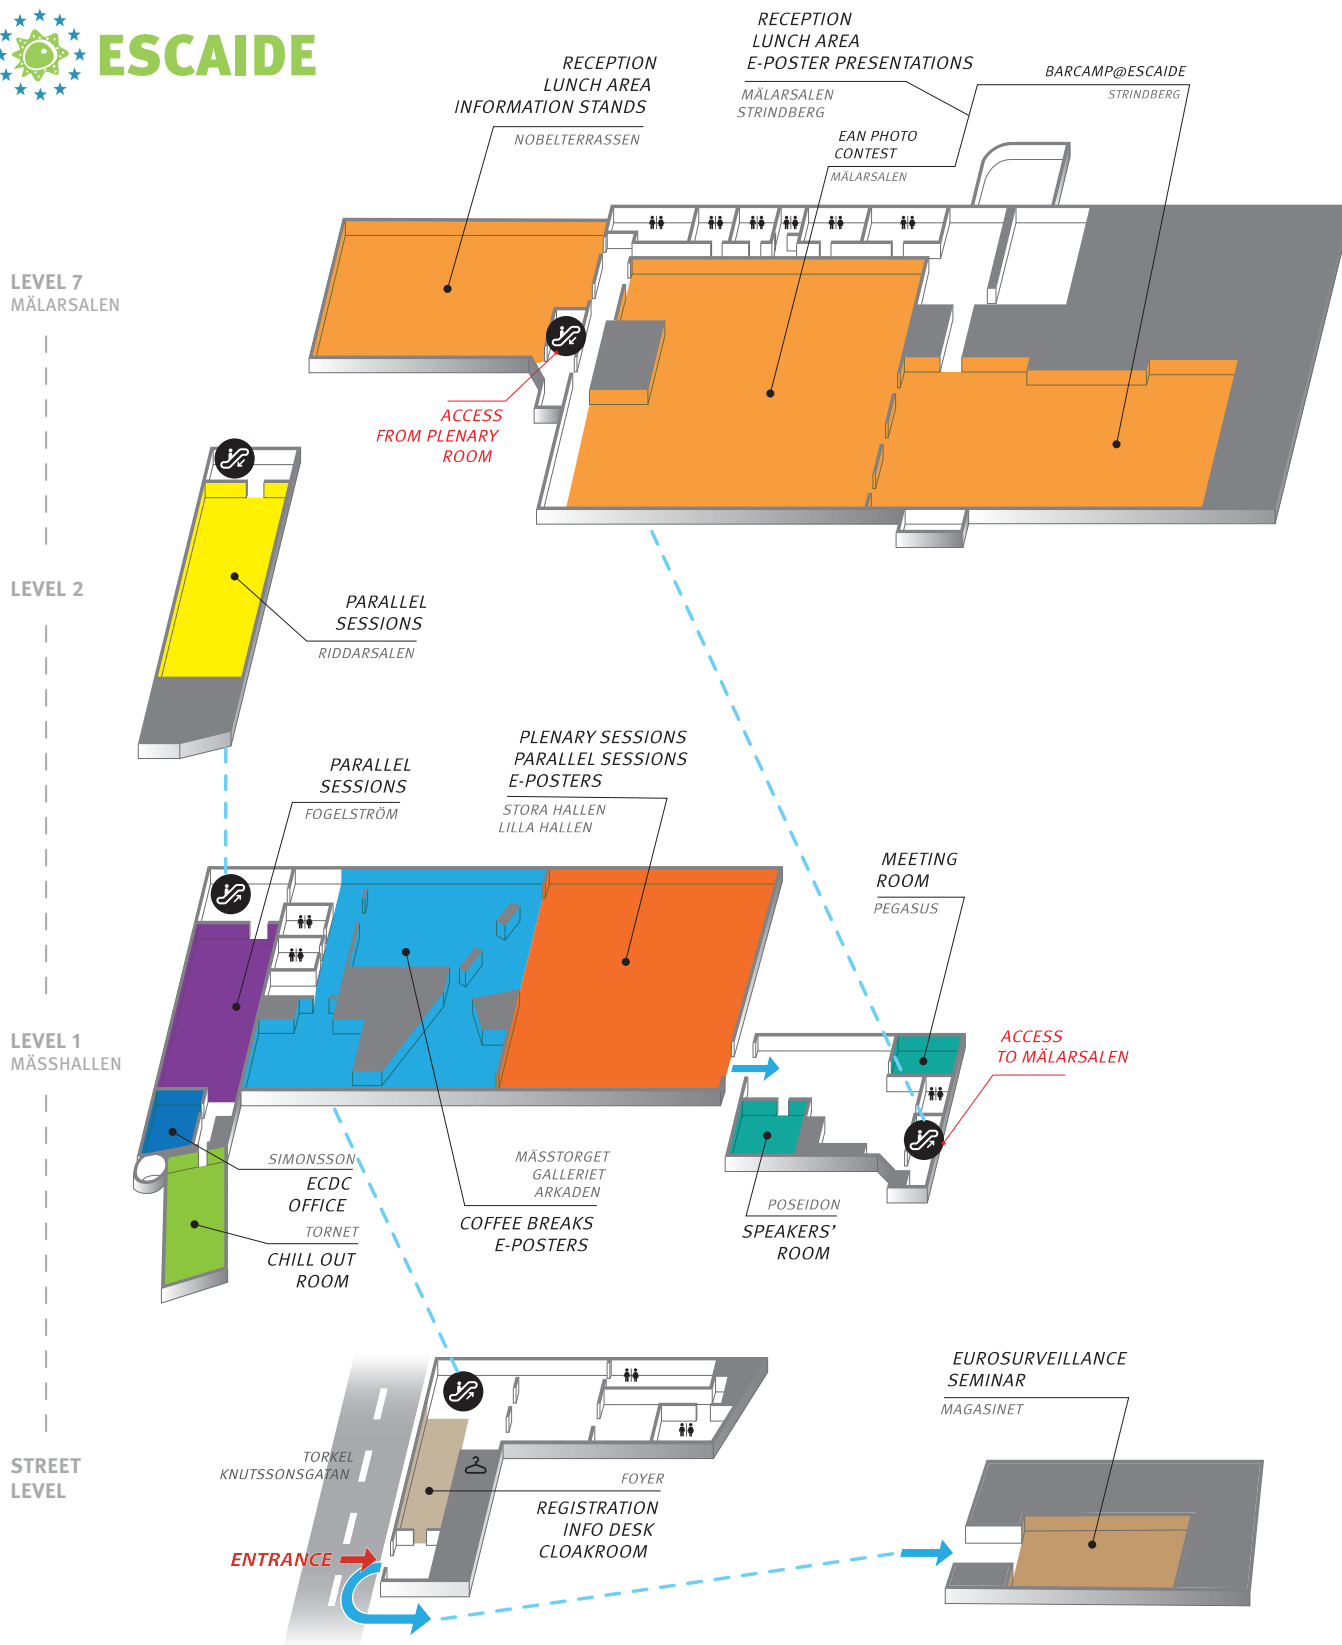 ESCAIDE
RECEPTION
LUNCH AREA
INFORMATION STANDS
NOBELTERRASSEN
RECEPTION
LUNCH AREA
E-POSTER PRESENTATIONS
MÄLARSALEN
STRINDBERG
BARCAMP@ESCAIDE
STRINDBERG
EAN PHOTO
CONTEST
MÄLARSALEN
LEVEL 7
MÄLARSALEN
ACCESS
FROM PLENARY
ROOM
LEVEL 2
PARALLEL
SESSIONS
RIDDARSALEN
PARALLEL
SESSIONS
FOGELSTRÖM
PLENARY SESSIONS
PARALLEL SESSIONS
E-POSTERS
STORA HALLEN
LILLA HALLEN
MEETING
ROOM
PEGASUS
LEVEL 1
MÄSSHALLEN
ACCESS
TO MÄLARSALEN
SIMONSSON
ECDC
OFFICE
TORNET
CHILL OUT
ROOM
MÄSSTORGET
GALLERIET
ARKADEN
COFFEE BREAKS
E-POSTERS
POSEIDON
SPEAKERS'
ROOM
EUROSURVEILLANCE
SEMINAR
MAGASINET
STREET
LEVEL
TORKEL
KNUTSSONSGATAN
FOYER
REGISTRATION
INFO DESK
CLOAKROOM
ENTRANCE